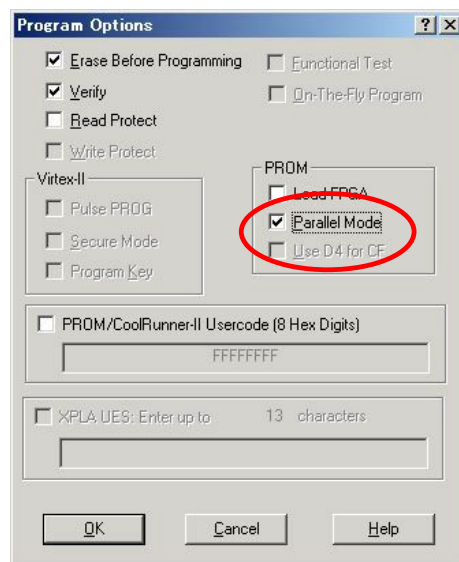 Program Options
Erase Before Programming
Functional Test
Verify
On-The-Fly Program
Read Protect
Write Protect
Virtex-II
Pulse PROG
Secure Mode
Program Key
PROM
Load FPGA
Parallel Mode
Use D4 for CF
PROM/CoolRunner-II Usercode (8 Hex Digits)
FFFFFFFF
XPLA UES: Enter up to 13 characters
OK Cancel Help